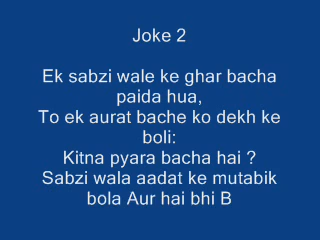 Joke 2
Ek sabzi wale ke ghar bacha
paida hua,
To ek aurat bache ko dekh ke
boli:
Kitna pyara bacha hai ?
Sabzi wala aadat ke mutabik
bola Aur hai bhi B